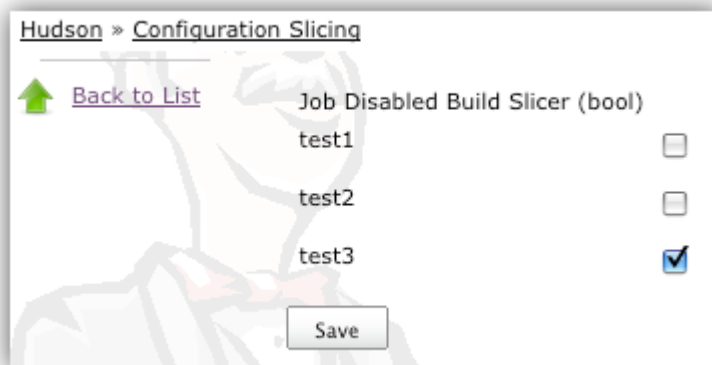 Hudson » Configuration Slicing
Back to List
Job Disabled Build Slicer (bool)
test1
test2
test3
Save